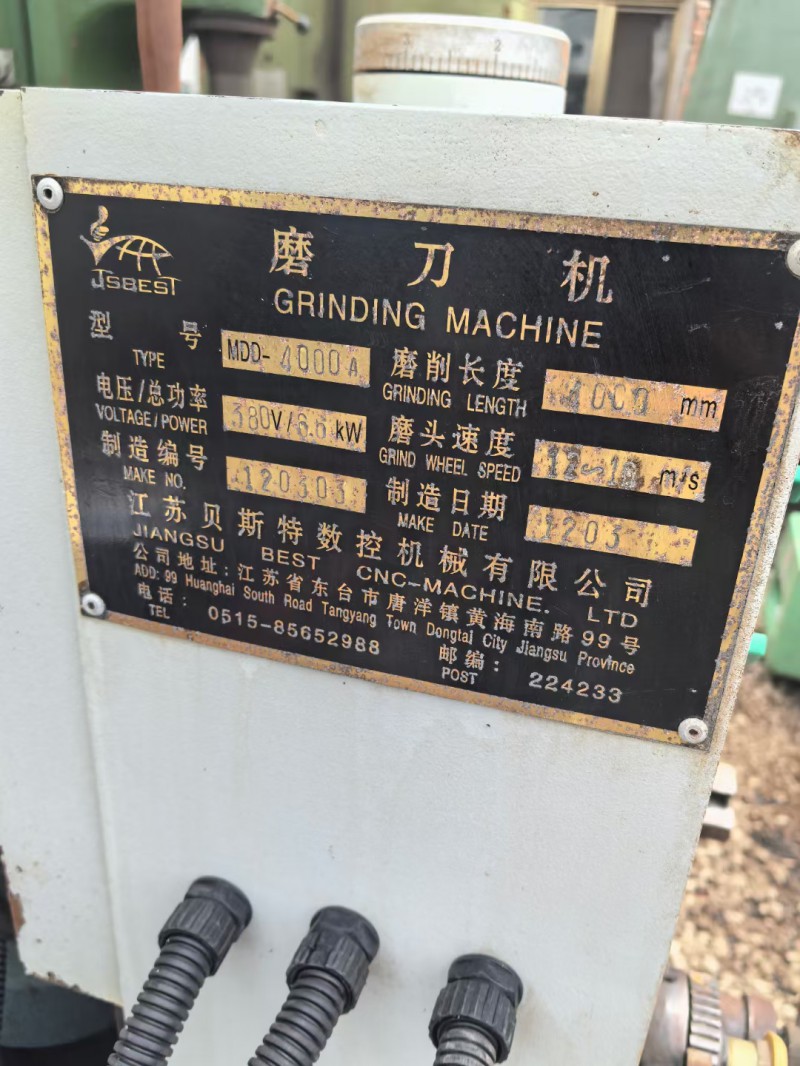 3 2
JSBEST
磨刀机
GRINDING MACHINE
型号 MDD-4000A 磨削长度 4000 mm
TYPE GRINDING LENGTH
电压/总功率 380V/6.6kW 磨头速度 12~18 m/s
VOLTAGE/POWER GRIND WHEEL SPEED
制造编号 120303 制造日期 1203
MAKE NO. MAKE DATE
江苏贝斯特数控机械有限公司
JIANGSU BEST CNC-MACHINE. LTD
公司地址:江苏省东台市唐洋镇黄海南路99号
ADD: 99 Huanghai South Road Tangyang Town Dongtai City Jiangsu Province
电话: 0515-85652988 邮编: 224233
TEL POST